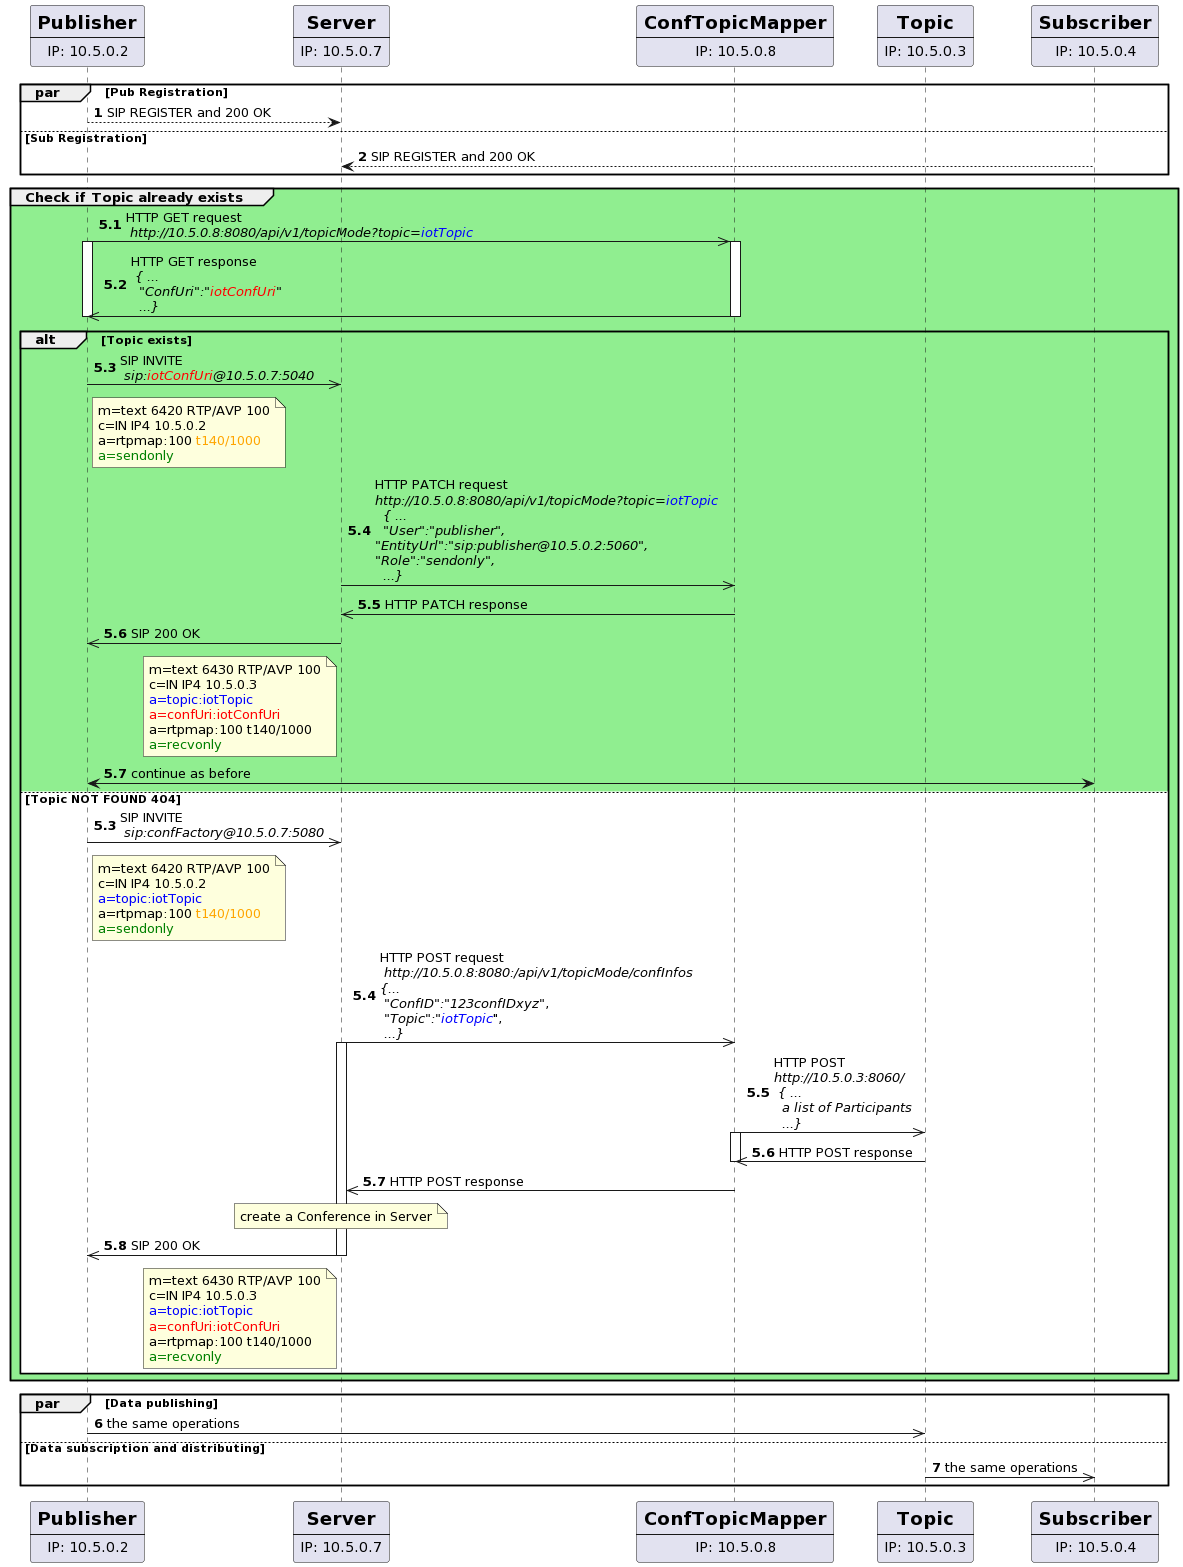 Publisher
IP: 10.5.0.2
Server
IP: 10.5.0.7
ConfTopicMapper
IP: 10.5.0.8
Topic
IP: 10.5.0.3
Subscriber
IP: 10.5.0.4
par [Pub Registration]
1 SIP REGISTER and 200 OK
[Sub Registration]
2 SIP REGISTER and 200 OK
Check if Topic already exists
5.1 HTTP GET request
http://10.5.0.8:8080/api/v1/topicMode?topic=iotTopic
5.2 HTTP GET response
{ ...
"ConfUri":"iotConfUri"
...}
alt [Topic exists]
5.3 SIP INVITE
sip:iotConfUri@10.5.0.7:5040
m=text 6420 RTP/AVP 100
c=IN IP4 10.5.0.2
a=rtpmap:100 t140/1000
a=sendonly
5.4 HTTP PATCH request
http://10.5.0.8:8080/api/v1/topicMode?topic=iotTopic
{ ...
"User":"publisher",
"EntityUrl":"sip:publisher@10.5.0.2:5060",
"Role":"sendonly",
...}
5.5 HTTP PATCH response
5.6 SIP 200 OK
m=text 6430 RTP/AVP 100
c=IN IP4 10.5.0.3
a=topic:iotTopic
a=confUri:iotConfUri
a=rtpmap:100 t140/1000
a=recvonly
5.7 continue as before
[Topic NOT FOUND 404]
5.3 SIP INVITE
sip:confFactory@10.5.0.7:5080
m=text 6420 RTP/AVP 100
c=IN IP4 10.5.0.2
a=topic:iotTopic
a=rtpmap:100 t140/1000
a=sendonly
5.4 HTTP POST request
http://10.5.0.8:8080:/api/v1/topicMode/confInfos
{...
"ConfID":"123confIDxyz",
"Topic":"iotTopic",
...}
5.5 HTTP POST
http://10.5.0.3:8060/
{ ...
a list of Participants
...}
5.6 HTTP POST response
5.7 HTTP POST response
create a Conference in Server
5.8 SIP 200 OK
m=text 6430 RTP/AVP 100
c=IN IP4 10.5.0.3
a=topic:iotTopic
a=confUri:iotConfUri
a=rtpmap:100 t140/1000
a=recvonly
par [Data publishing]
6 the same operations
[Data subscription and distributing]
7 the same operations
Publisher
IP: 10.5.0.2
Server
IP: 10.5.0.7
ConfTopicMapper
IP: 10.5.0.8
Topic
IP: 10.5.0.3
Subscriber
IP: 10.5.0.4